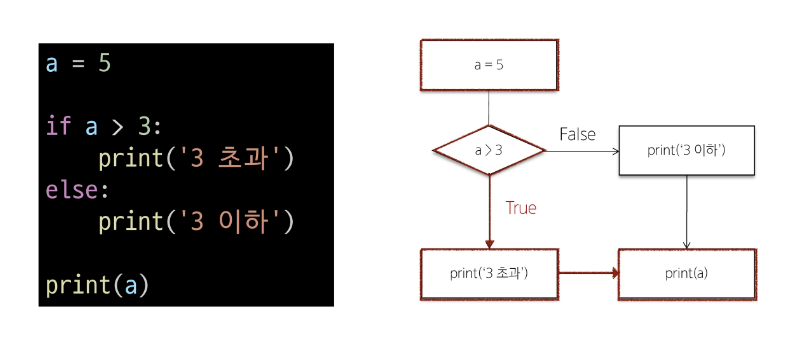 a = 5
if a > 3:
    print('3 초과')
else:
    print('3 이하')
print(a)
a = 5
a > 3
False
print('3 이하')
True
print('3 초과')
print(a)